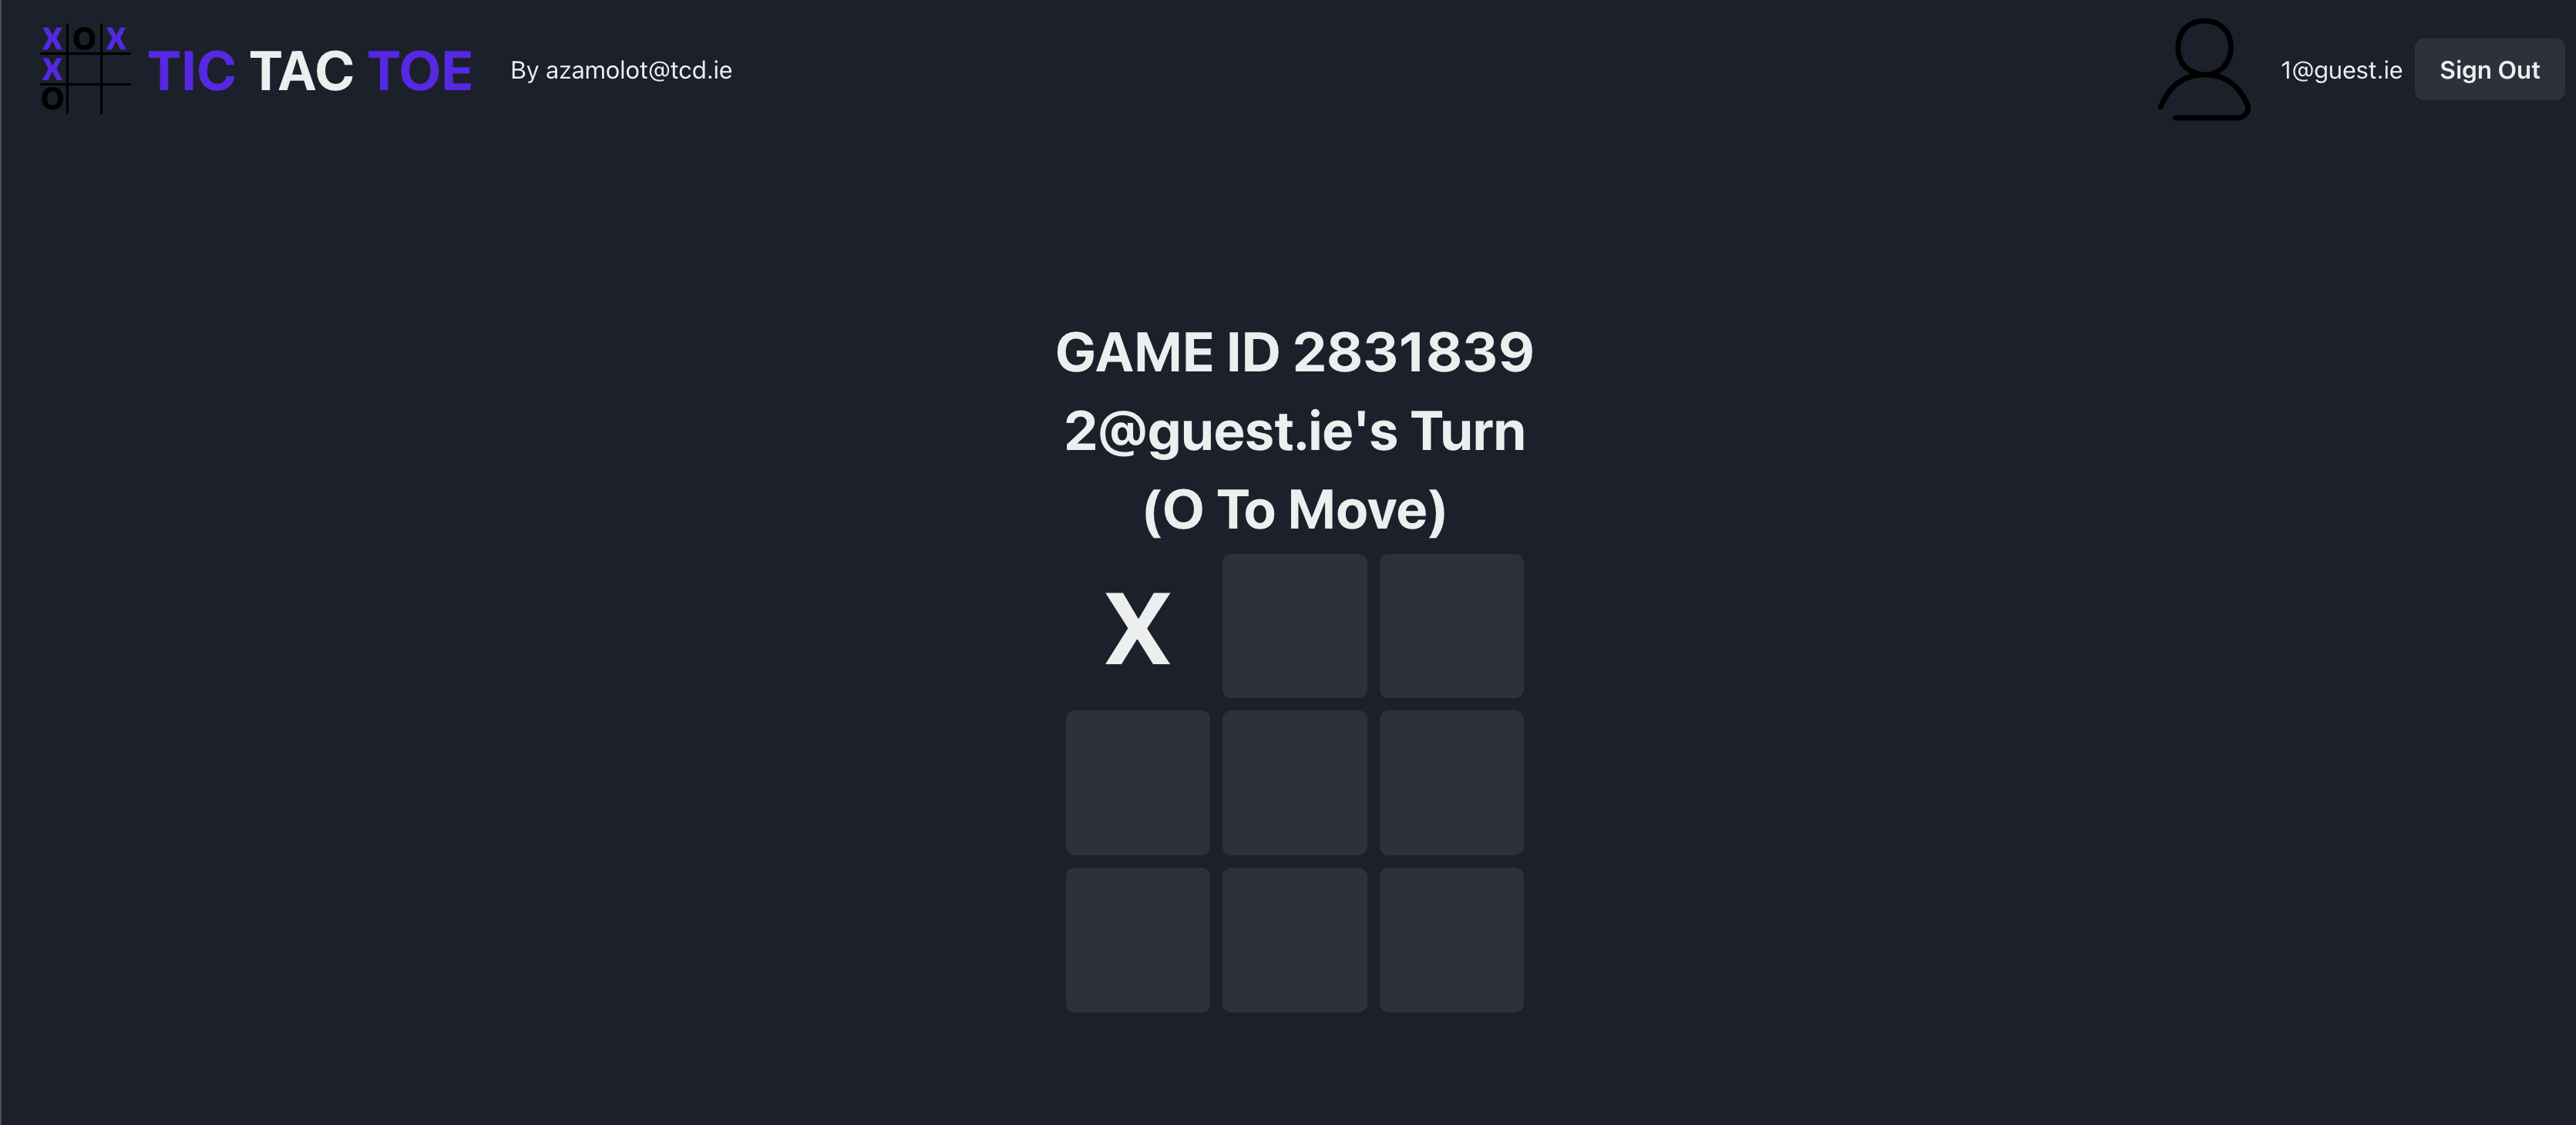 X O X
X
O
TIC TAC TOE
By azamolot@tcd.ie
1@guest.ie
Sign Out
GAME ID 2831839
2@guest.ie's Turn
(O To Move)
X